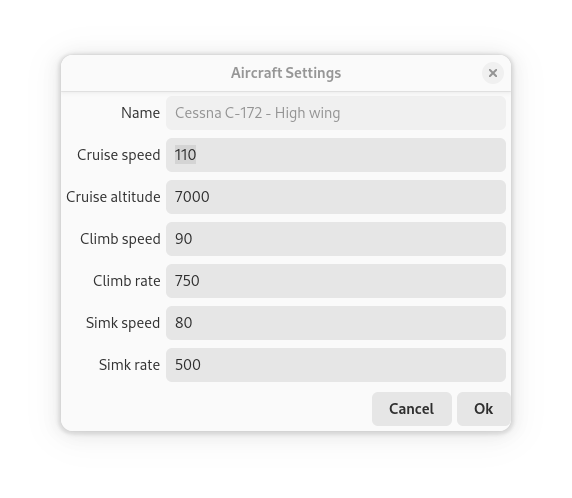 Aircraft Settings
Name Cessna C-172 - High wing
Cruise speed 110
Cruise altitude 7000
Climb speed 90
Climb rate 750
Simk speed 80
Simk rate 500
Cancel Ok